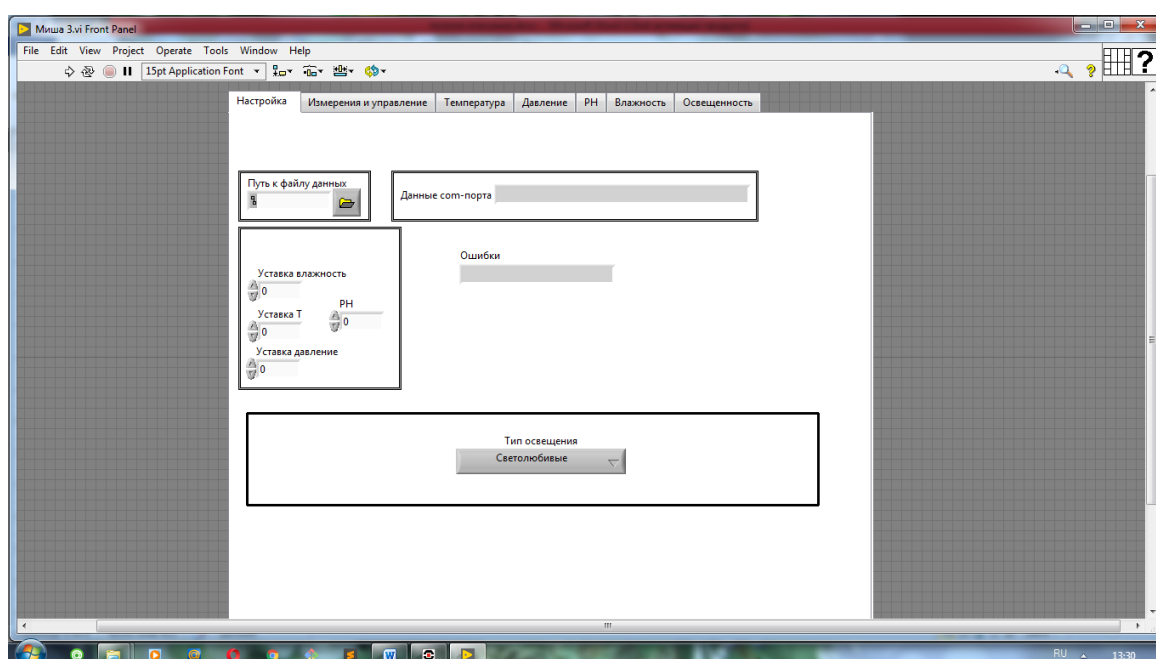 Миша 3.vi Front Panel
File Edit View Project Operate Tools Window Help
15pt Application Font
Настройка Измерения и управление Температура Давление PH Влажность Освещенность
Путь к файлу данных
Данные com-порта
Ошибки
Уставка влажность
0
PH
0
Уставка Т
0
Уставка давление
0
Тип освещения
Светолюбивые
RU 13:30